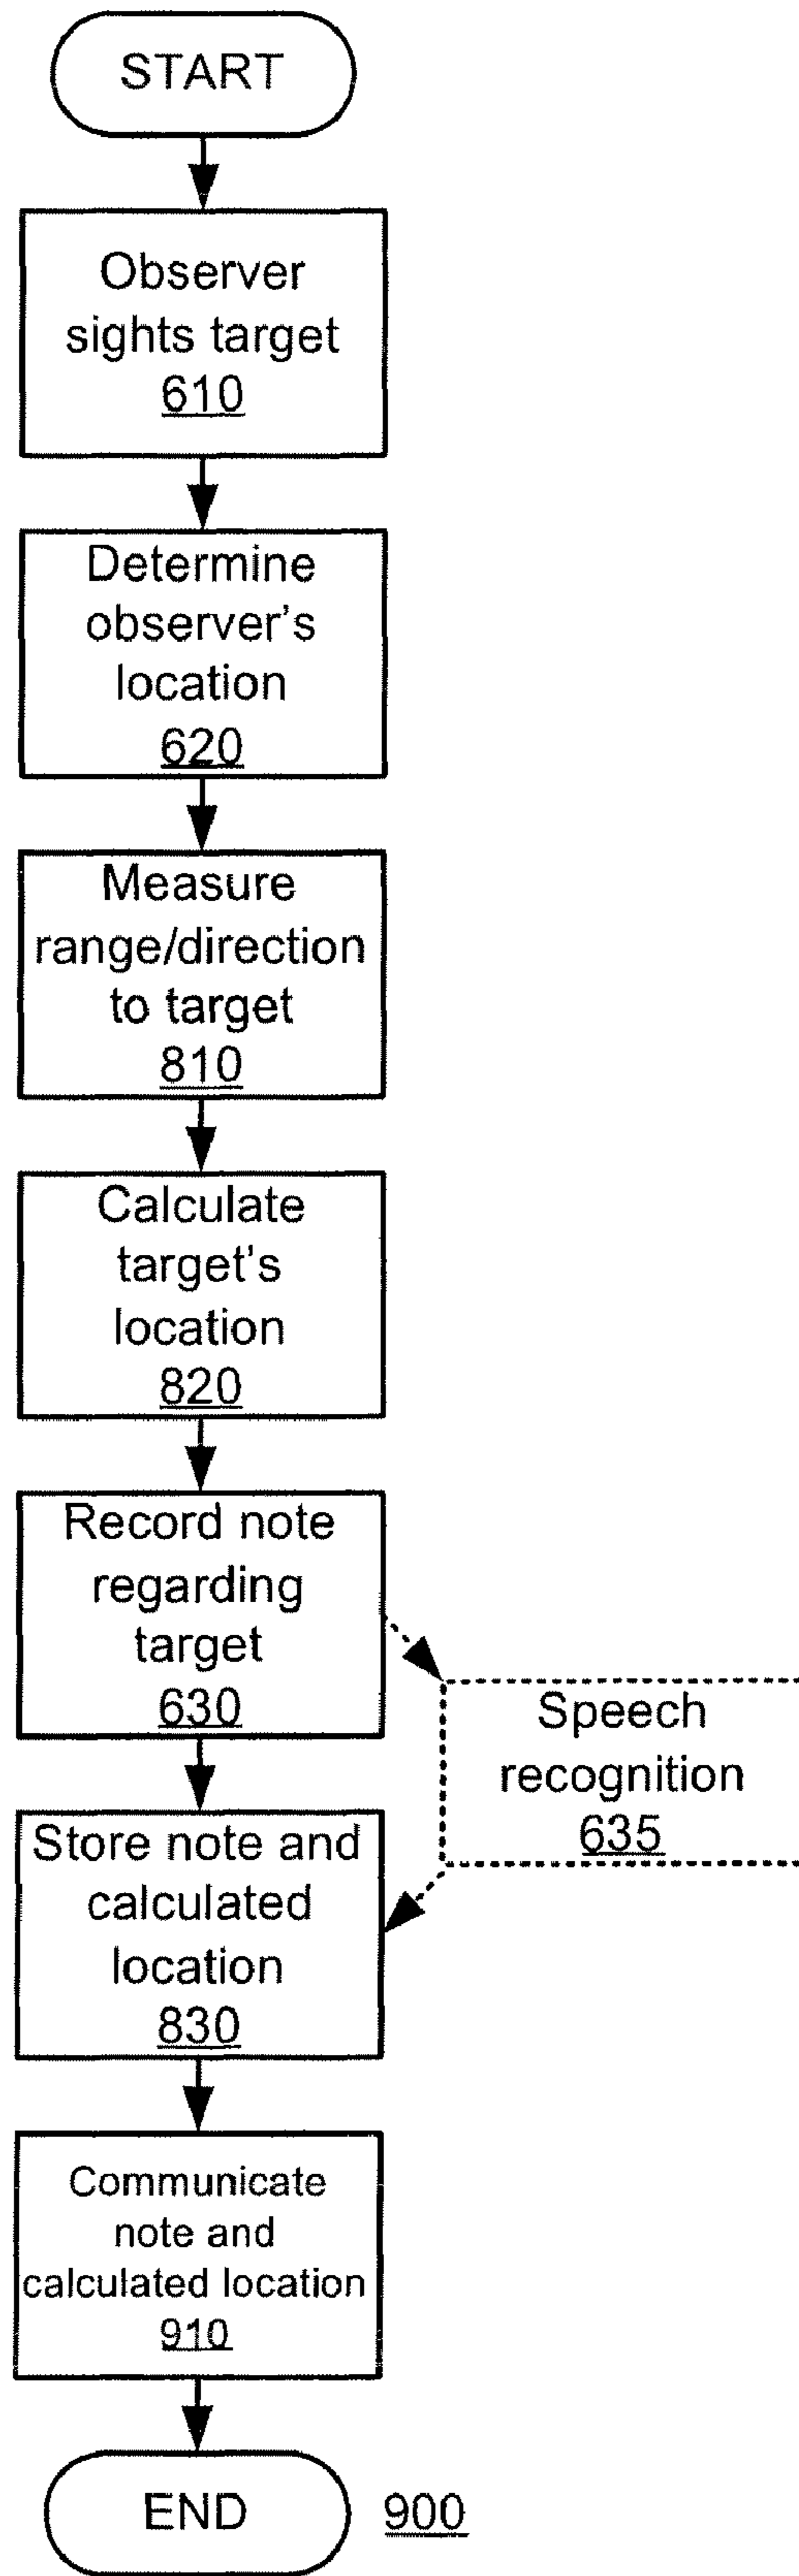 START
Observer
sights target
610
Determine
observer's
location
620
Measure
range/direction
to target
810
Calculate
target's
location
820
Record note
regarding
target
630
Speech
recognition
635
Store note and
calculated
location
830
Communicate
note and
calculated location
910
END
900